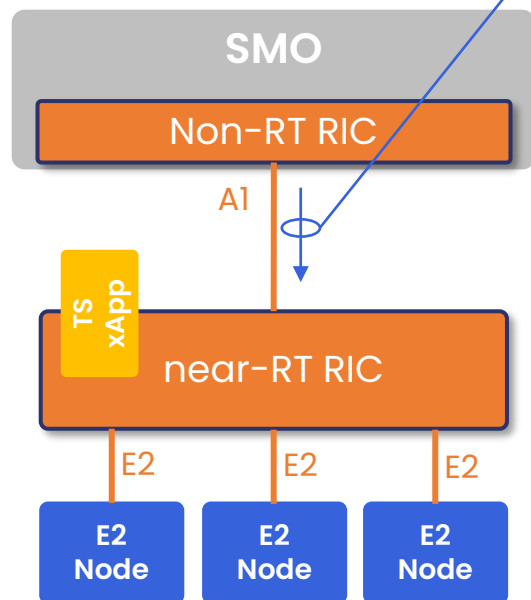 SMO
Non-RT RIC
A1
TS
xApp
near-RT RIC
E2
E2
E2
E2
Node
E2
Node
E2
Node